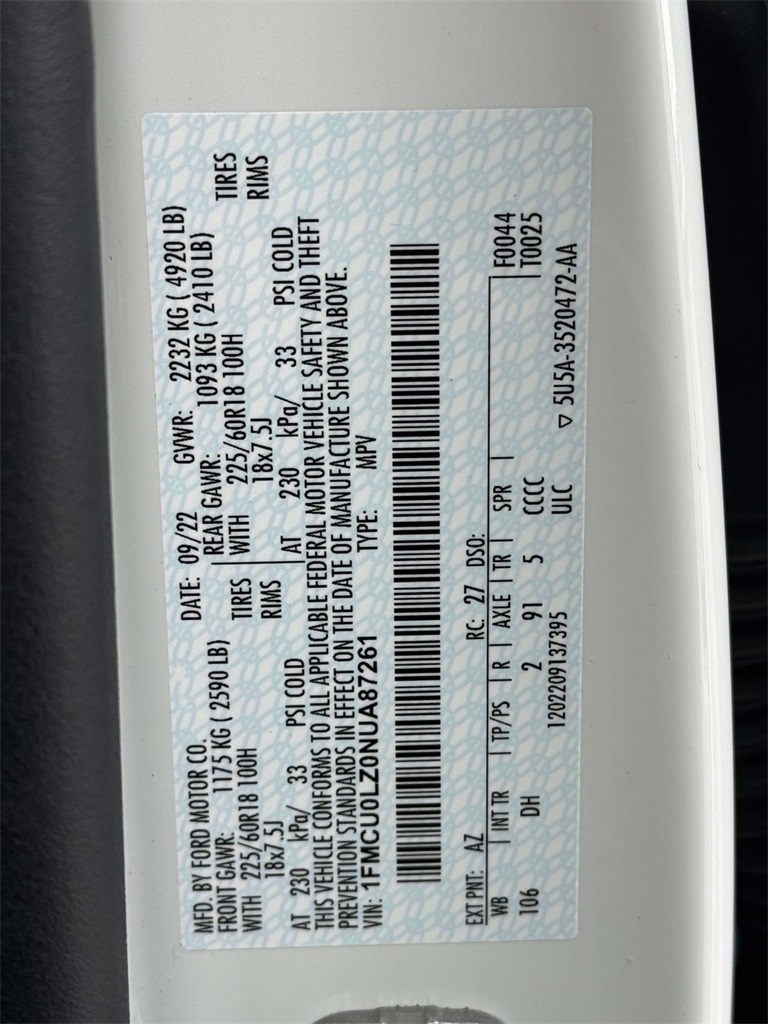 MFD. BY FORD MOTOR CO. DATE: 09/22 GVWR: 2232 KG ( 4920 LB)
FRONT GAWR: 1175 KG ( 2590 LB) REAR GAWR: 1093 KG ( 2410 LB)
WITH 225/60R18 100H TIRES WITH 225/60R18 100H TIRES
18x7.5J RIMS 18x7.5J RIMS
AT 230 kPa/ 33 PSI COLD AT 230 kPa/ 33 PSI COLD
THIS VEHICLE CONFORMS TO ALL APPLICABLE FEDERAL MOTOR VEHICLE SAFETY AND THEFT
PREVENTION STANDARDS IN EFFECT ON THE DATE OF MANUFACTURE SHOWN ABOVE.
VIN: 1FMCU0LZ0NUA87261 TYPE: MPV
EXT PNT: AZ RC: 27 DSO:
WB | INT TR | TP/PS | R | AXLE | TR | SPR | F0044
106 DH 2 91 5 CCCC T0025
1202209137395 ULC ▽ 5U5A-3520472-AA